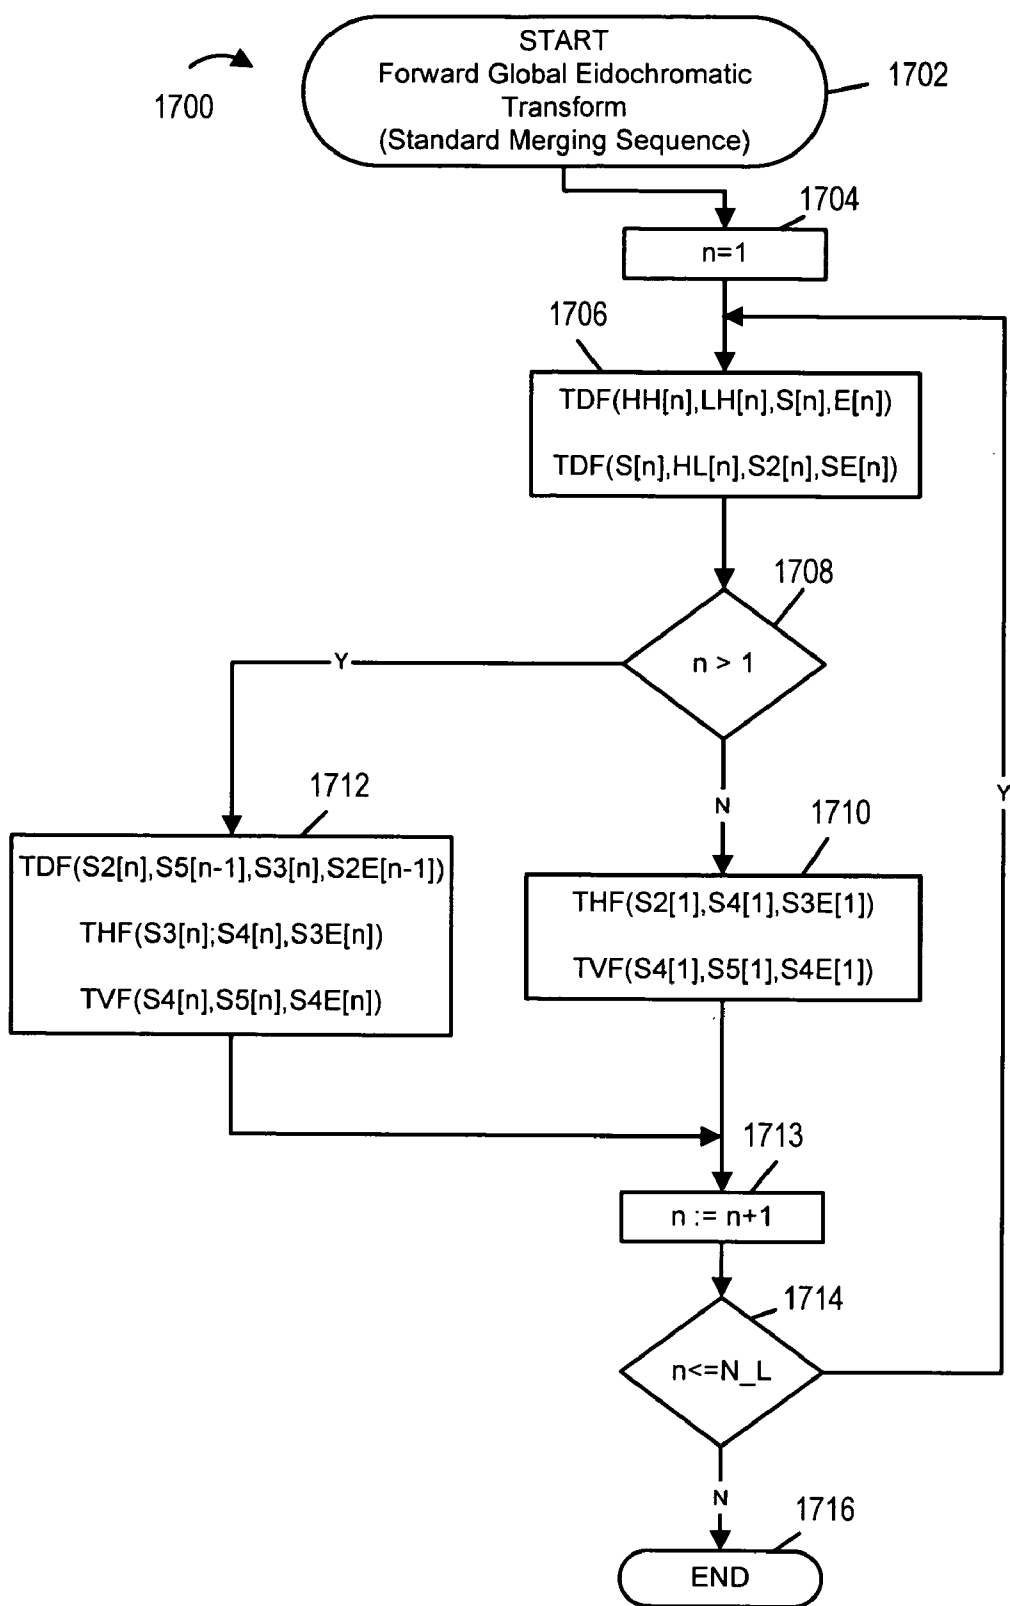 START
Forward Global Eidochromatic
Transform
(Standard Merging Sequence)
1700
1702
1704
n=1
1706
TDF(HH[n],LH[n],S[n],E[n])
TDF(S[n],HL[n],S2[n],SE[n])
1708
n > 1
Y
N
Y
1712
TDF(S2[n],S5[n-1],S3[n],S2E[n-1])
THF(S3[n];S4[n],S3E[n])
TVF(S4[n],S5[n],S4E[n])
1710
THF(S2[1],S4[1],S3E[1])
TVF(S4[1],S5[1],S4E[1])
1713
n := n+1
1714
n<=N_L
N
1716
END